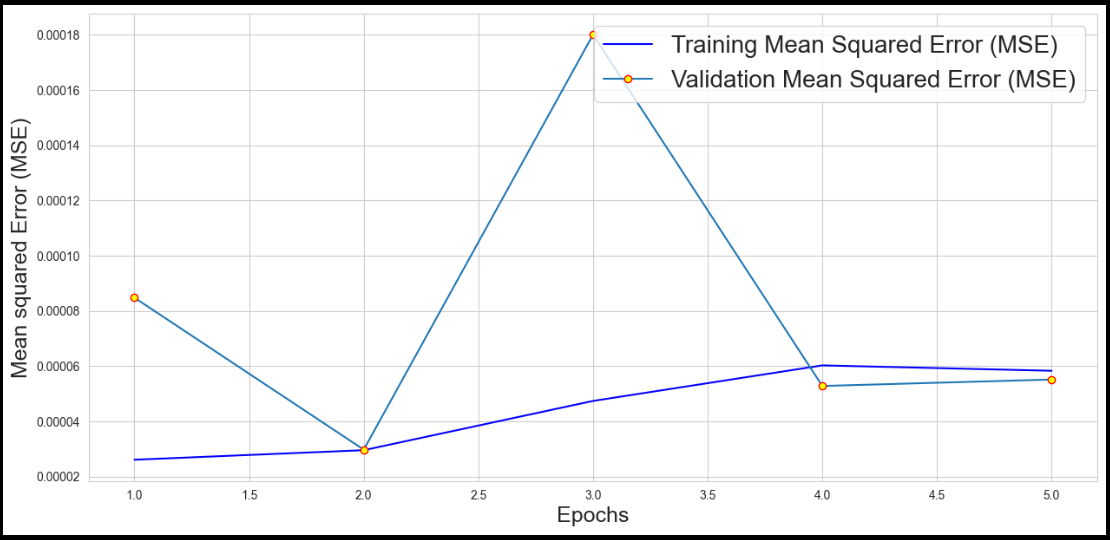 0.00018
0.00016
0.00014
0.00012
0.00010
0.00008
0.00006
0.00004
0.00002
Mean squared Error (MSE)
Training Mean Squared Error (MSE)
Validation Mean Squared Error (MSE)
1.0 1.5 2.0 2.5 3.0 3.5 4.0 4.5 5.0
Epochs